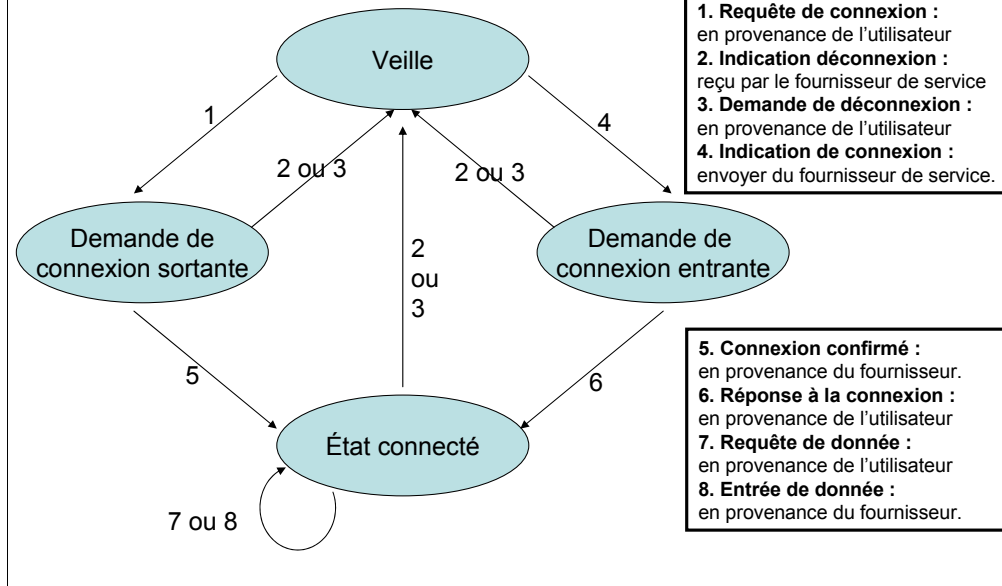 Veille
1
4
2 ou 3
2 ou 3
Demande de
connexion sortante
Demande de
connexion entrante
2
ou
3
5
6
État connecté
7 ou 8
1. Requête de connexion :
en provenance de l’utilisateur
2. Indication déconnexion :
reçu par le fournisseur de service
3. Demande de déconnexion :
en provenance de l’utilisateur
4. Indication de connexion :
envoyer du fournisseur de service.
5. Connexion confirmé :
en provenance du fournisseur.
6. Réponse à la connexion :
en provenance de l’utilisateur
7. Requête de donnée :
en provenance de l’utilisateur
8. Entrée de donnée :
en provenance du fournisseur.